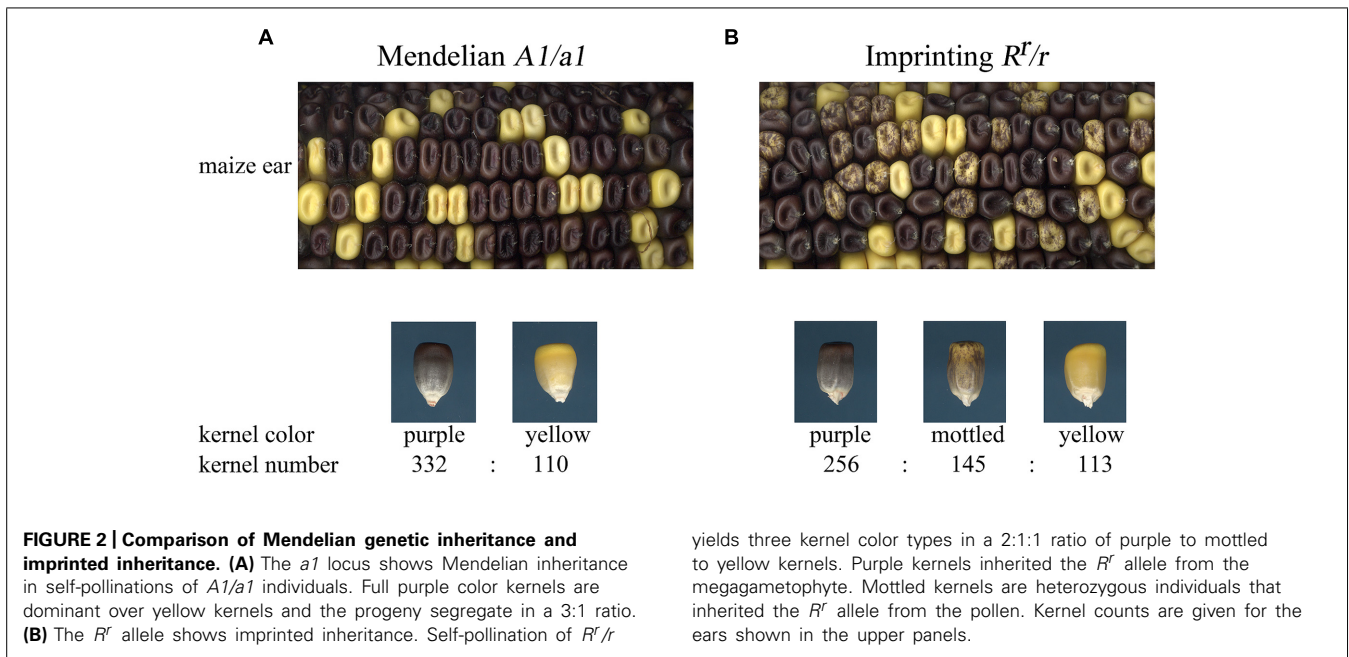 A
Mendelian A1/a1
maize ear
kernel color purple yellow
kernel number 332 : 110
B
Imprinting Rʳ/r
purple mottled yellow
256 : 145 : 113
FIGURE 2 | Comparison of Mendelian genetic inheritance and
imprinted inheritance. (A) The a1 locus shows Mendelian inheritance
in self-pollinations of A1/a1 individuals. Full purple color kernels are
dominant over yellow kernels and the progeny segregate in a 3:1 ratio.
(B) The Rʳ allele shows imprinted inheritance. Self-pollination of Rʳ/r
yields three kernel color types in a 2:1:1 ratio of purple to mottled
to yellow kernels. Purple kernels inherited the Rʳ allele from the
megagametophyte. Mottled kernels are heterozygous individuals that
inherited the Rʳ allele from the pollen. Kernel counts are given for the
ears shown in the upper panels.